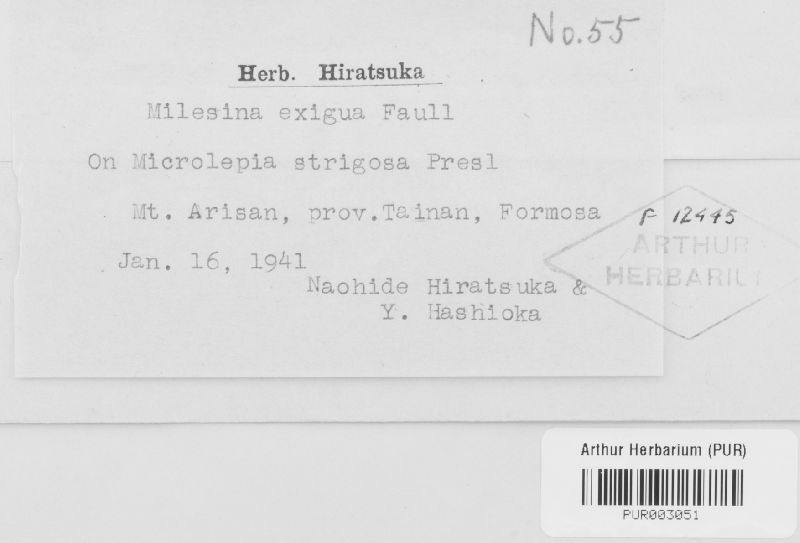 No. 55
Herb. Hiratsuka
Milesina exigua Faull
On Microlepia strigosa Presl
Mt. Arisan, prov.Tainan, Formosa
F 12445
Jan. 16, 1941
Naohide Hiratsuka &
Y. Hashioka
ARTHUR
HERBARIU
Arthur Herbarium (PUR)
PUR003051